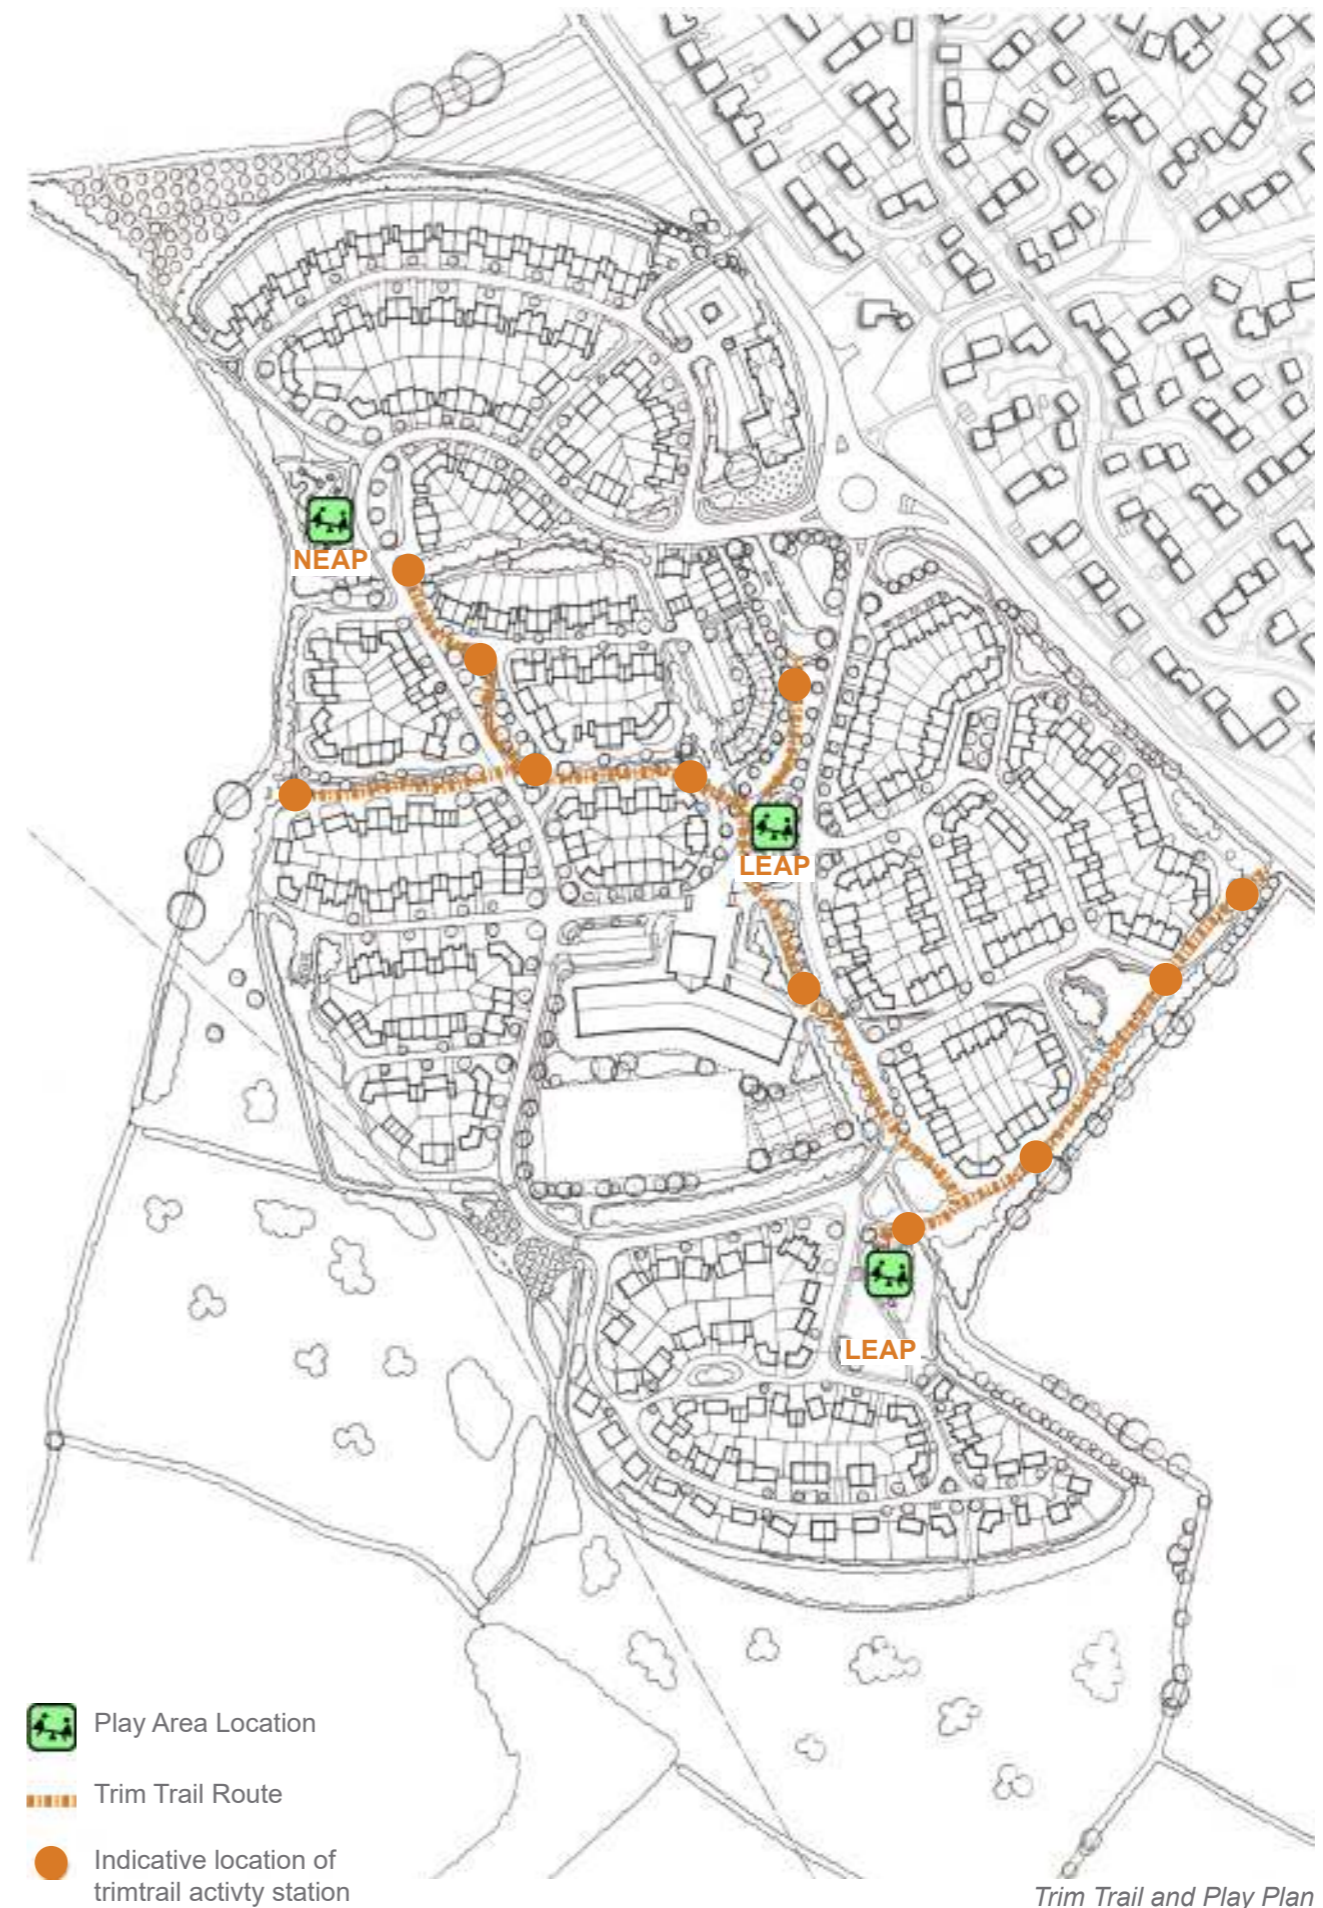 NEAP
LEAP
LEAP
Play Area Location
Trim Trail Route
Indicative location of
trimtrail activty station
Trim Trail and Play Plan